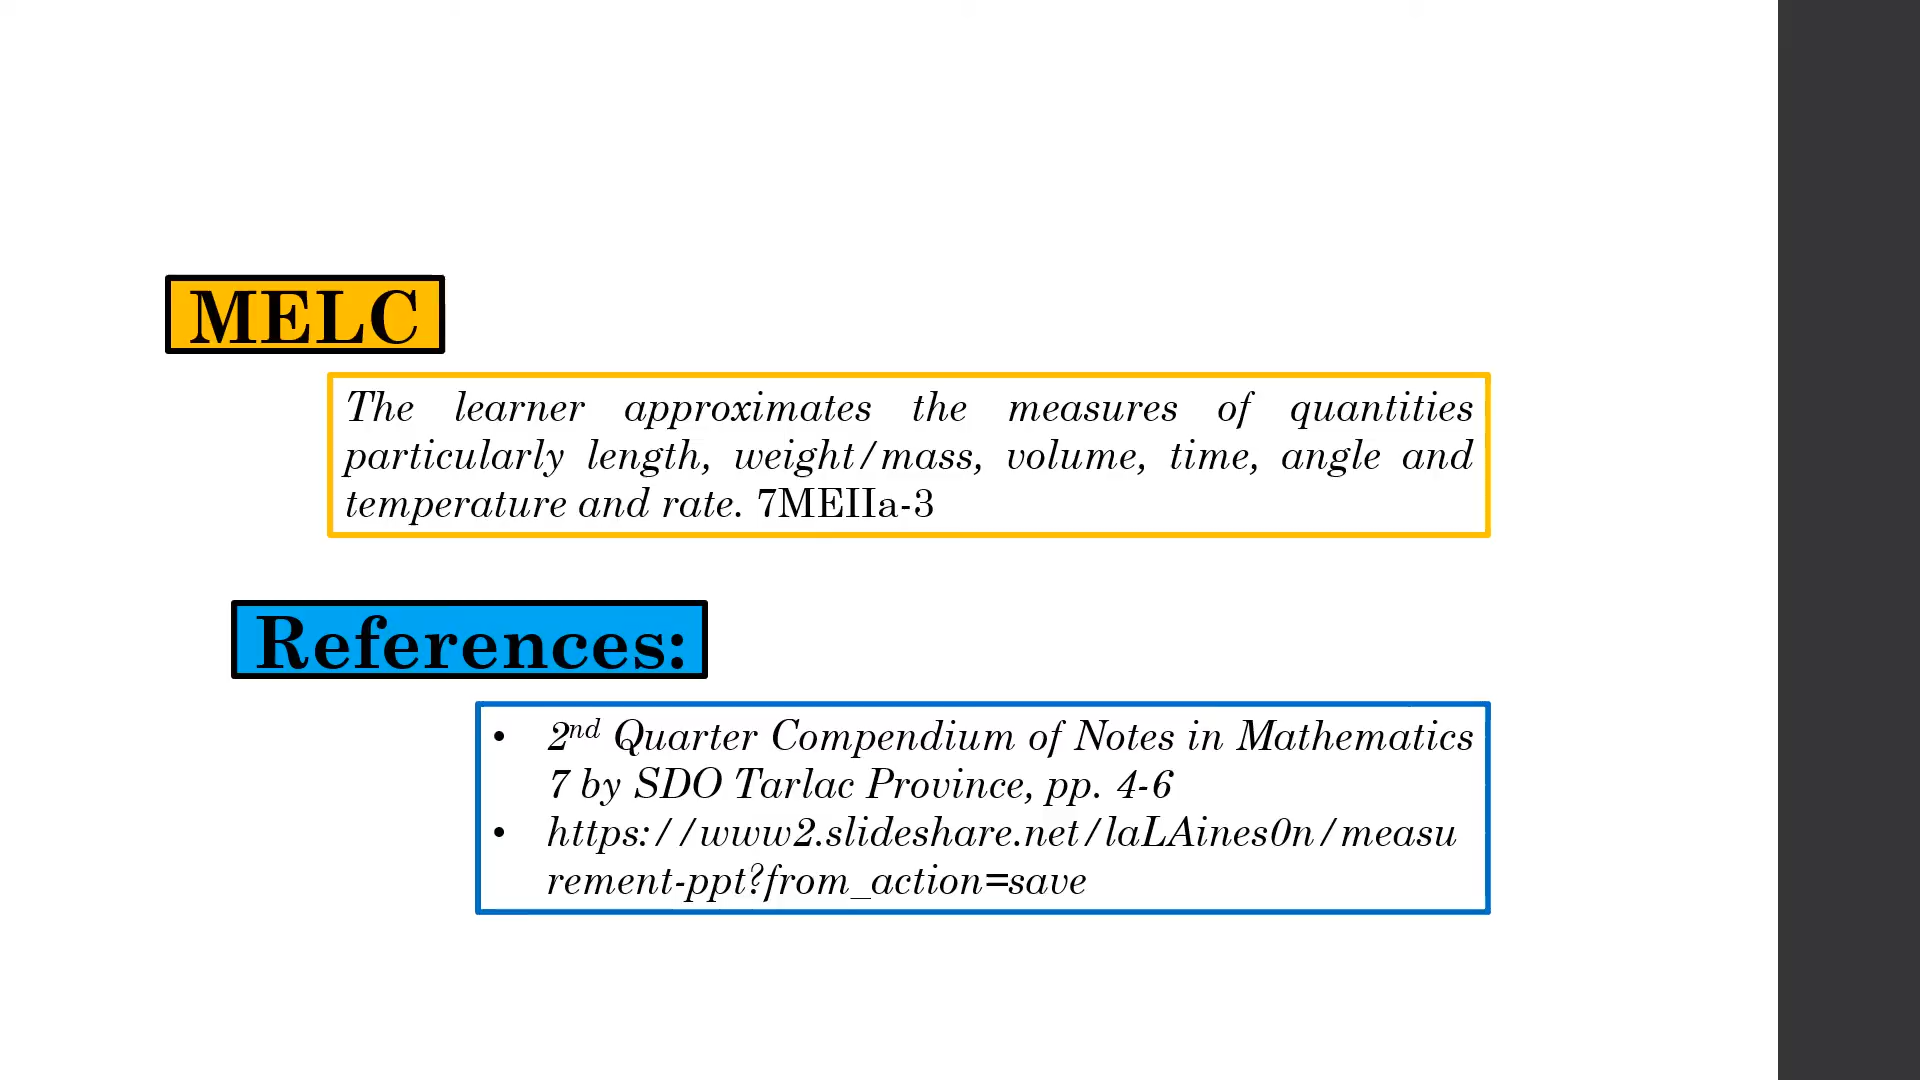 MELC
The learner approximates the measures of quantities
particularly length, weight/mass, volume, time, angle and
temperature and rate. 7MEIIa-3
References:
• 2nd Quarter Compendium of Notes in Mathematics
7 by SDO Tarlac Province, pp. 4-6
• https://www2.slideshare.net/laLAines0n/measu
rement-ppt?from_action=save